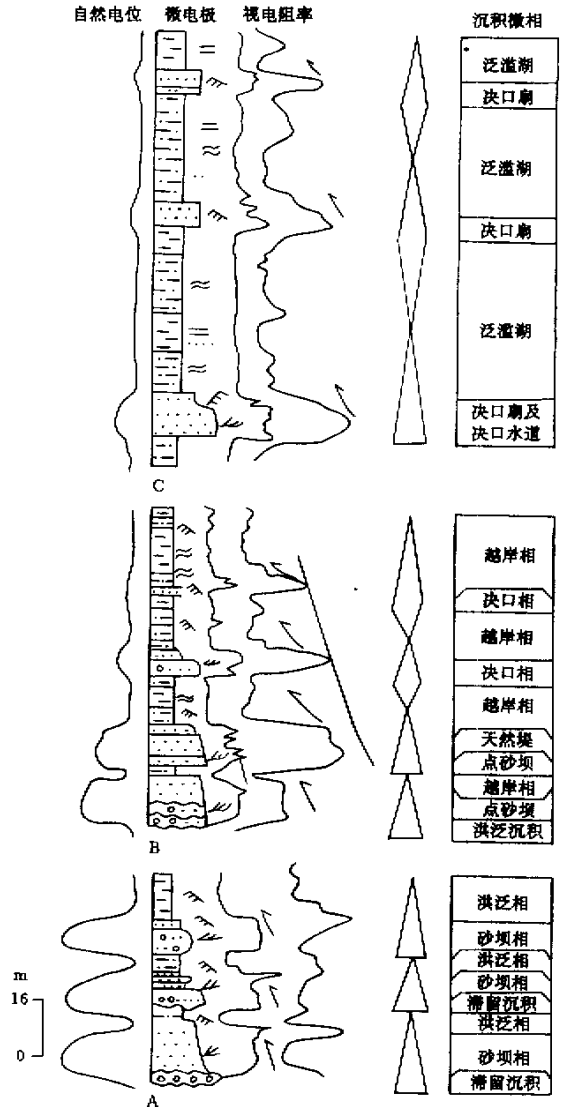 自然电位 微电极 视电阻率 沉积微相
泛滥湖
决口扇
泛滥湖
决口扇
泛滥湖
决口扇及
决口水道
C
越岸相
决口相
越岸相
决口相
越岸相
天然堤
点砂坝
越岸相
点砂坝
洪泛沉积
B
洪泛相
砂坝相
洪泛相
砂坝相
滞留沉积
洪泛相
砂坝相
滞留沉积
m
16
0
A